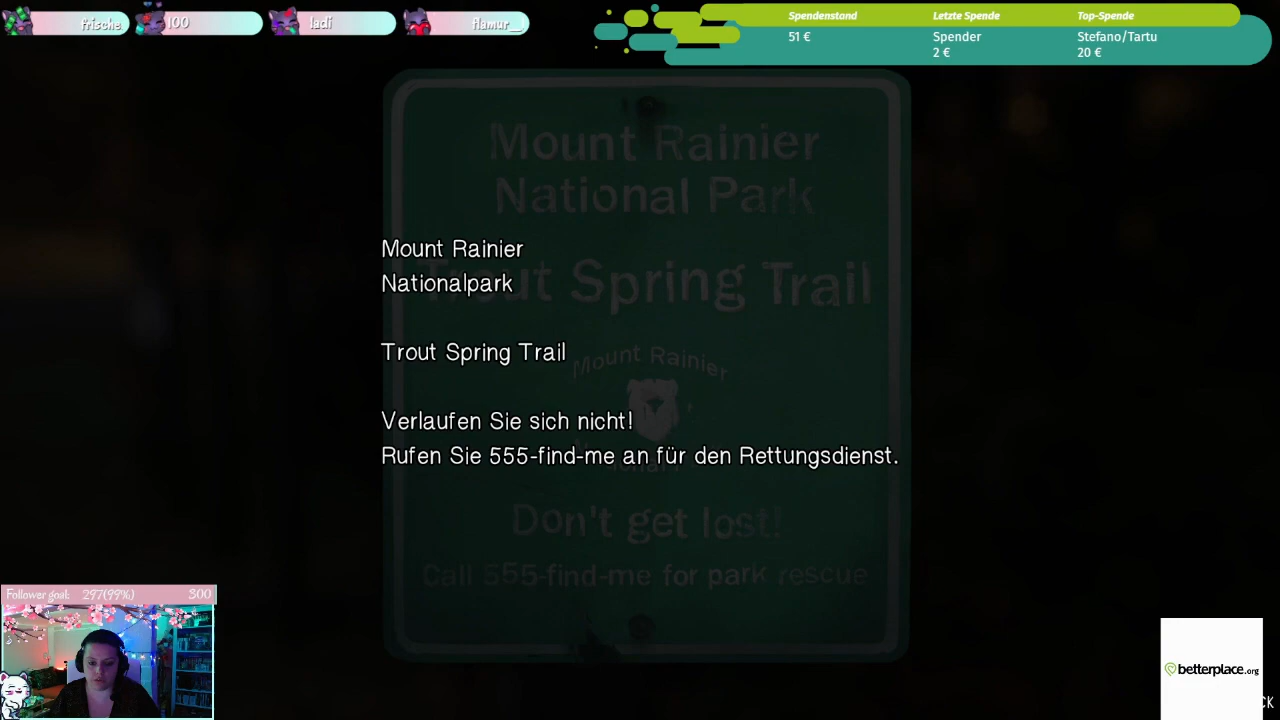 frische
100
ladi
flamur__
Spendenstand
Letzte Spende
Top-Spende
51 €
Spender
2 €
Stefano/Tartu
20 €
Mount Rainier
National Park
Trout Spring Trail
Mount Rainier
Don't get lost!
Call 555-find-me for park rescue
Mount Rainier
Nationalpark
Trout Spring Trail
Verlaufen Sie sich nicht!
Rufen Sie 555-find-me an für den Rettungsdienst.
Follower goal: 297(99%) 300
betterplace.org
CK